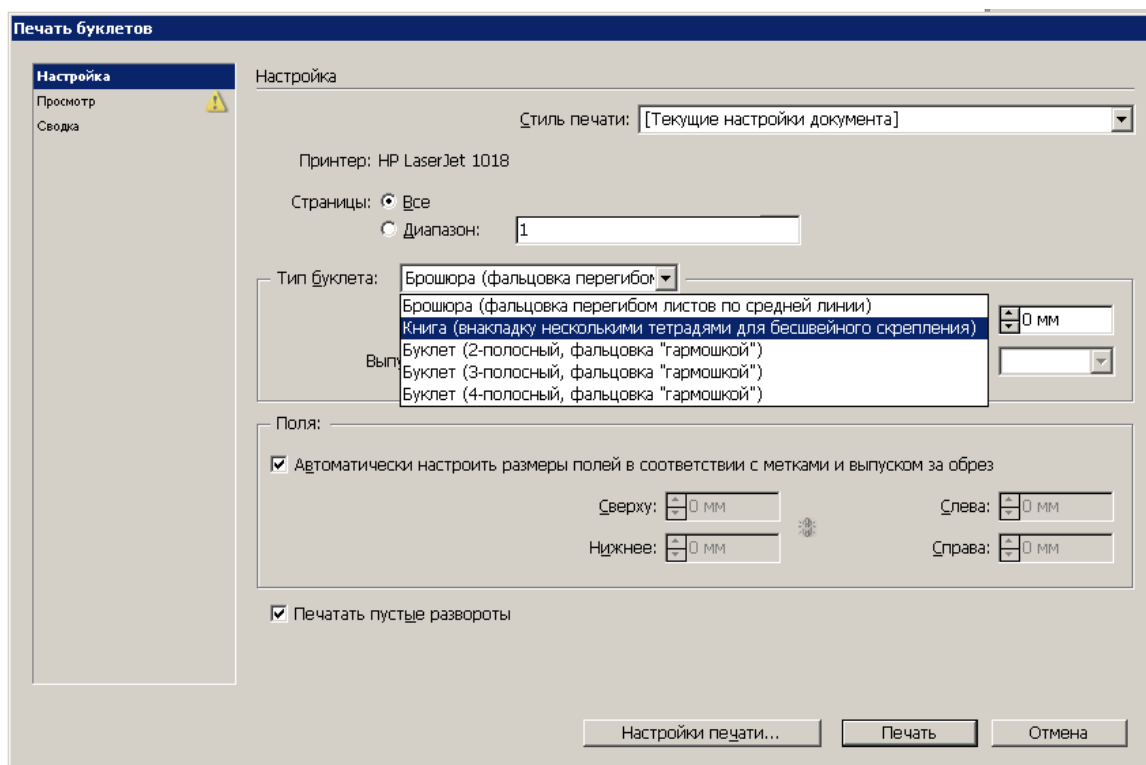 Печать буклетов
Настройка
Просмотр
Сводка
Настройка
Стиль печати: [Текущие настройки документа]
Принтер: HP LaserJet 1018
Страницы: Все
Диапазон: 1
Тип буклета: Брошюра (фальцовка перегибом
Брошюра (фальцовка перегибом листов по средней линии)
Книга (внакладку несколькими тетрадями для бесшвейного скрепления) 0 мм
Буклет (2-полосный, фальцовка "гармошкой")
Вып Буклет (3-полосный, фальцовка "гармошкой")
Буклет (4-полосный, фальцовка "гармошкой")
Поля:
Автоматически настроить размеры полей в соответствии с метками и выпуском за обрез
Сверху: 0 мм Слева: 0 мм
Нижнее: 0 мм Справа: 0 мм
Печатать пустые развороты
Настройки печати... Печать Отмена